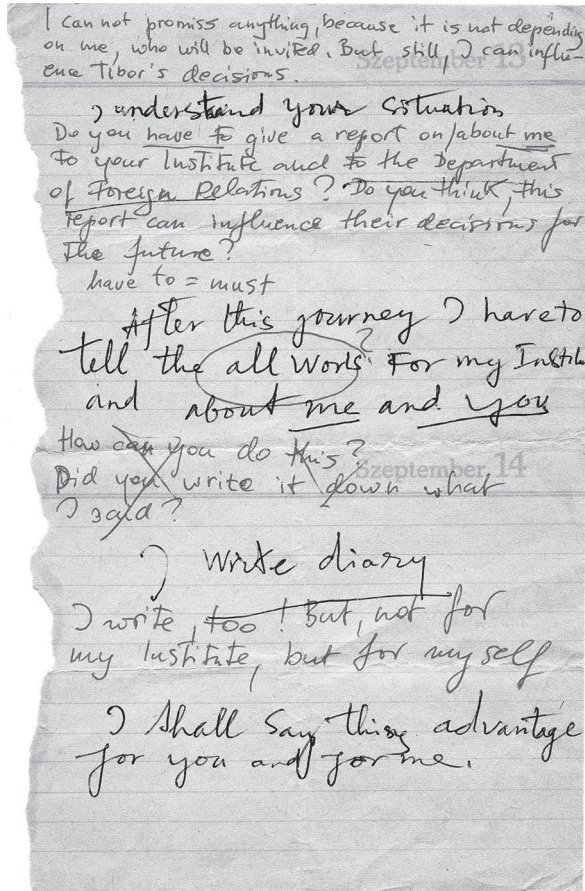 I can not promiss anything, because it is not depending
on me, who will be invited. But still, I can influ-
Szeptember 13
ence Tibor's decisions.
I understand your situation
Do you have to give a report on/about me
to your Institute and to the Department
of Foreign Relations? Do you think, this
report can influence their decisions for
the future?
have to = must
After this journey I have to
tell the all Words? For my Institu
and about me and you
How can you do this?
Szeptember 14
Did you write it down what
I said?
I write diary
I write, too! But, not for
my Institute, but for myself
I shall say thing advantage
for you and for me.